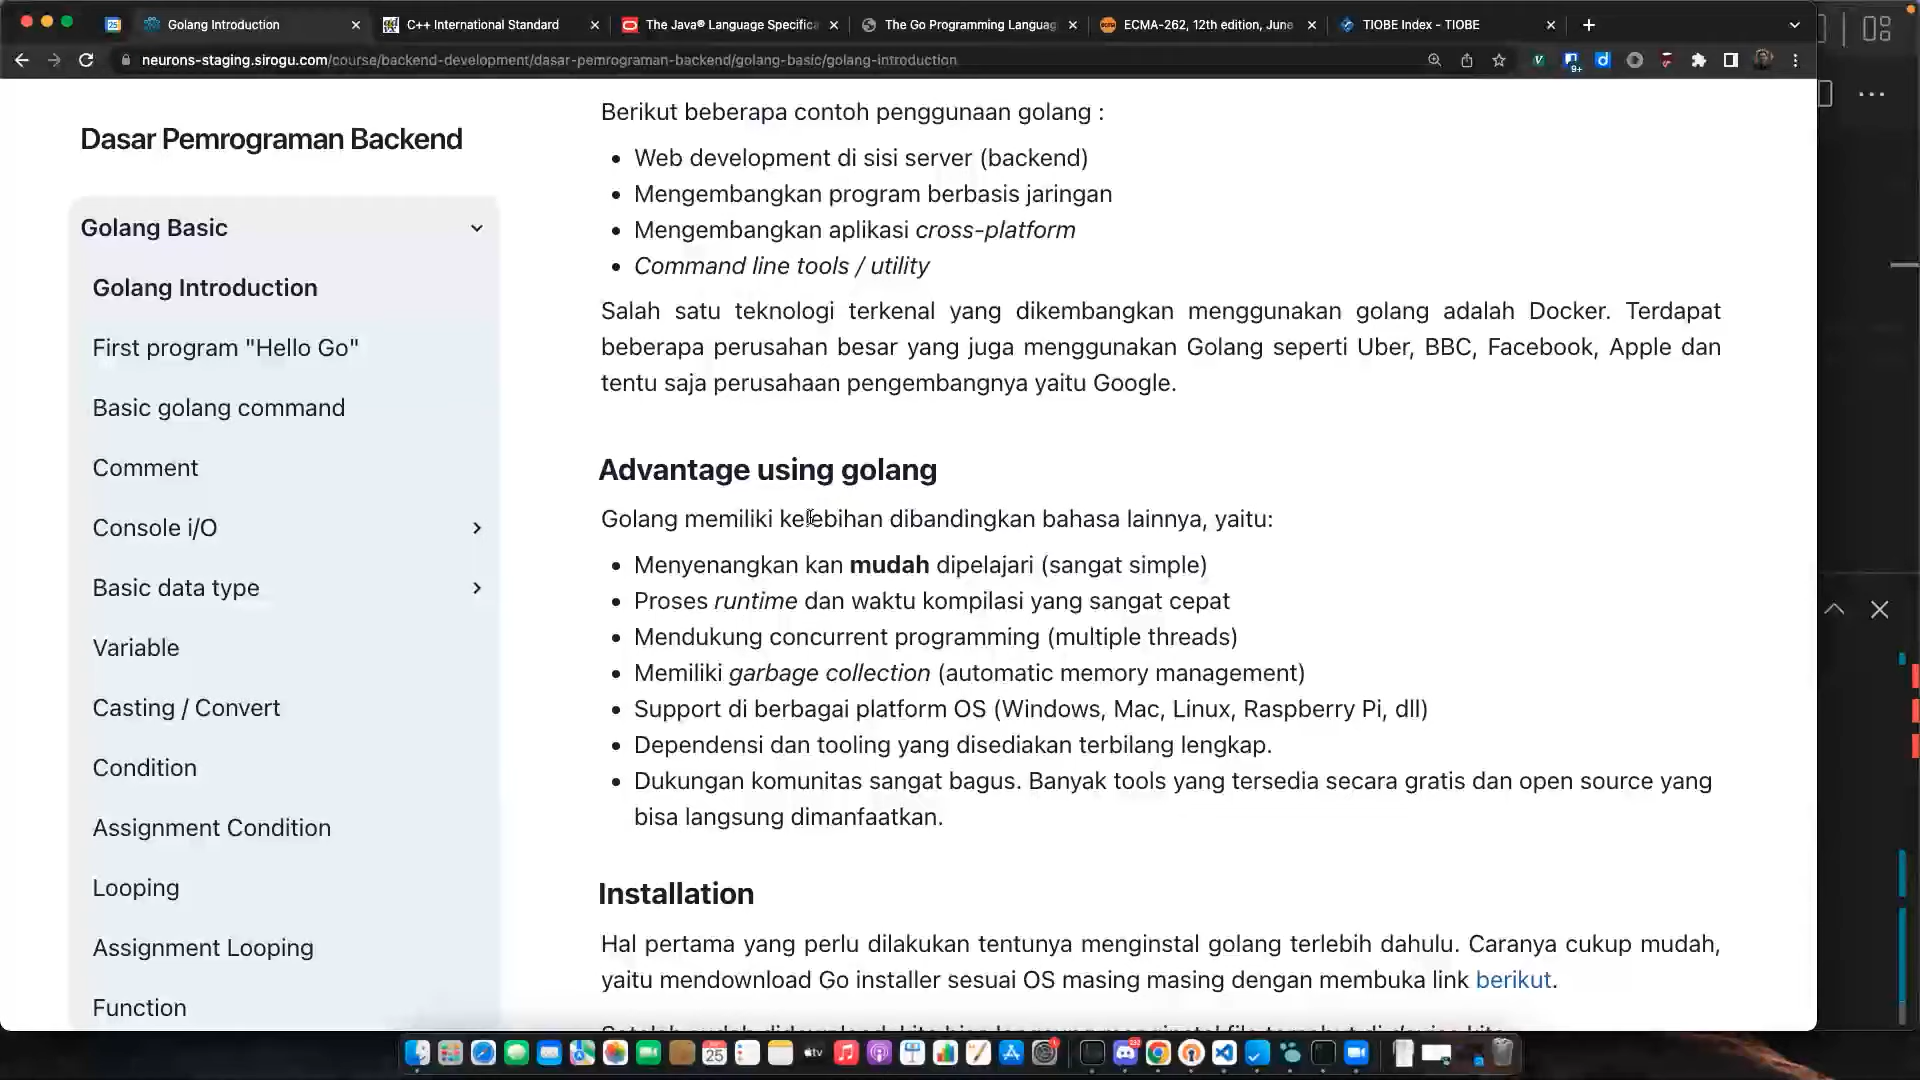 Golang Introduction
C++ International Standard
The Java® Language Specifica
The Go Programming Languag
ECMA-262, 12th edition, June
TIOBE Index - TIOBE
neurons-staging.sirogu.com/course/backend-development/dasar-pemrograman-backend/golang-basic/golang-introduction
Dasar Pemrograman Backend
Golang Basic
Golang Introduction
First program "Hello Go"
Basic golang command
Comment
Console i/O
Basic data type
Variable
Casting / Convert
Condition
Assignment Condition
Looping
Assignment Looping
Function
Berikut beberapa contoh penggunaan golang :
Web development di sisi server (backend)
Mengembangkan program berbasis jaringan
Mengembangkan aplikasi cross-platform
Command line tools / utility
Salah satu teknologi terkenal yang dikembangkan menggunakan golang adalah Docker. Terdapat
beberapa perusahan besar yang juga menggunakan Golang seperti Uber, BBC, Facebook, Apple dan
tentu saja perusahaan pengembangnya yaitu Google.
Advantage using golang
Golang memiliki kelebihan dibandingkan bahasa lainnya, yaitu:
Menyenangkan kan mudah dipelajari (sangat simple)
Proses runtime dan waktu kompilasi yang sangat cepat
Mendukung concurrent programming (multiple threads)
Memiliki garbage collection (automatic memory management)
Support di berbagai platform OS (Windows, Mac, Linux, Raspberry Pi, dll)
Dependensi dan tooling yang disediakan terbilang lengkap.
Dukungan komunitas sangat bagus. Banyak tools yang tersedia secara gratis dan open source yang
bisa langsung dimanfaatkan.
Installation
Hal pertama yang perlu dilakukan tentunya menginstal golang terlebih dahulu. Caranya cukup mudah,
yaitu mendownload Go installer sesuai OS masing masing dengan membuka link berikut.